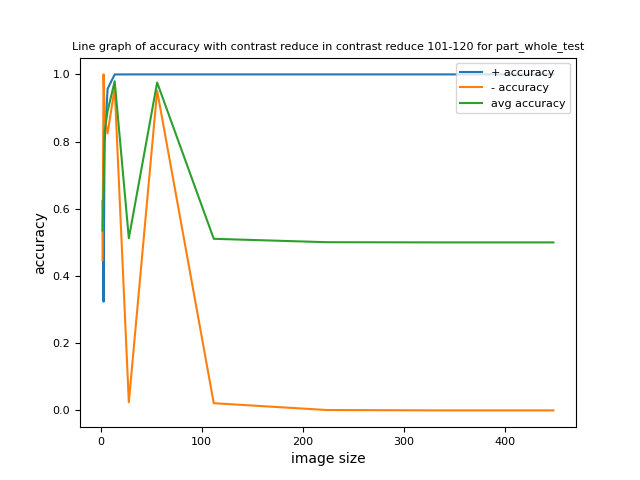 Line graph of accuracy with contrast reduce in contrast reduce 101-120 for part_whole_test
+ accuracy
- accuracy
avg accuracy
1.0
0.8
0.6
0.4
0.2
0.0
accuracy
0 100 200 300 400
image size